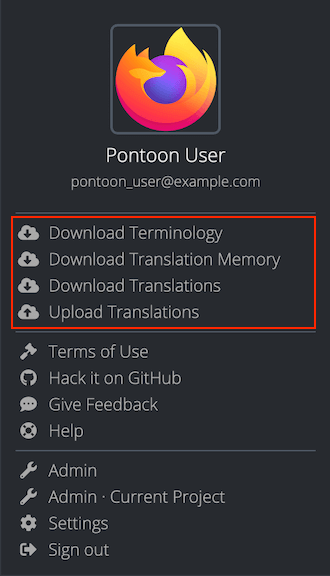 Pontoon User
pontoon_user@example.com
Download Terminology
Download Translation Memory
Download Translations
Upload Translations
Terms of Use
Hack it on GitHub
Give Feedback
Help
Admin
Admin · Current Project
Settings
Sign out